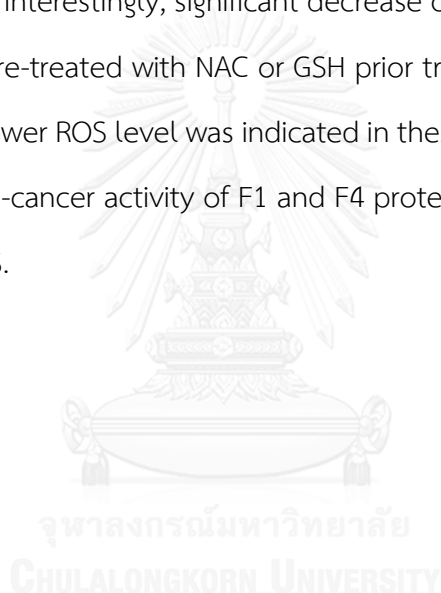 interestingly, significant decrease
re-treated with NAC or GSH prior
wer ROS level was indicated in the
-cancer activity of F1 and F4
จุฬาลงกรณ์มหาวิทยาลัย
CHULALONGKORN UNIVERSITY